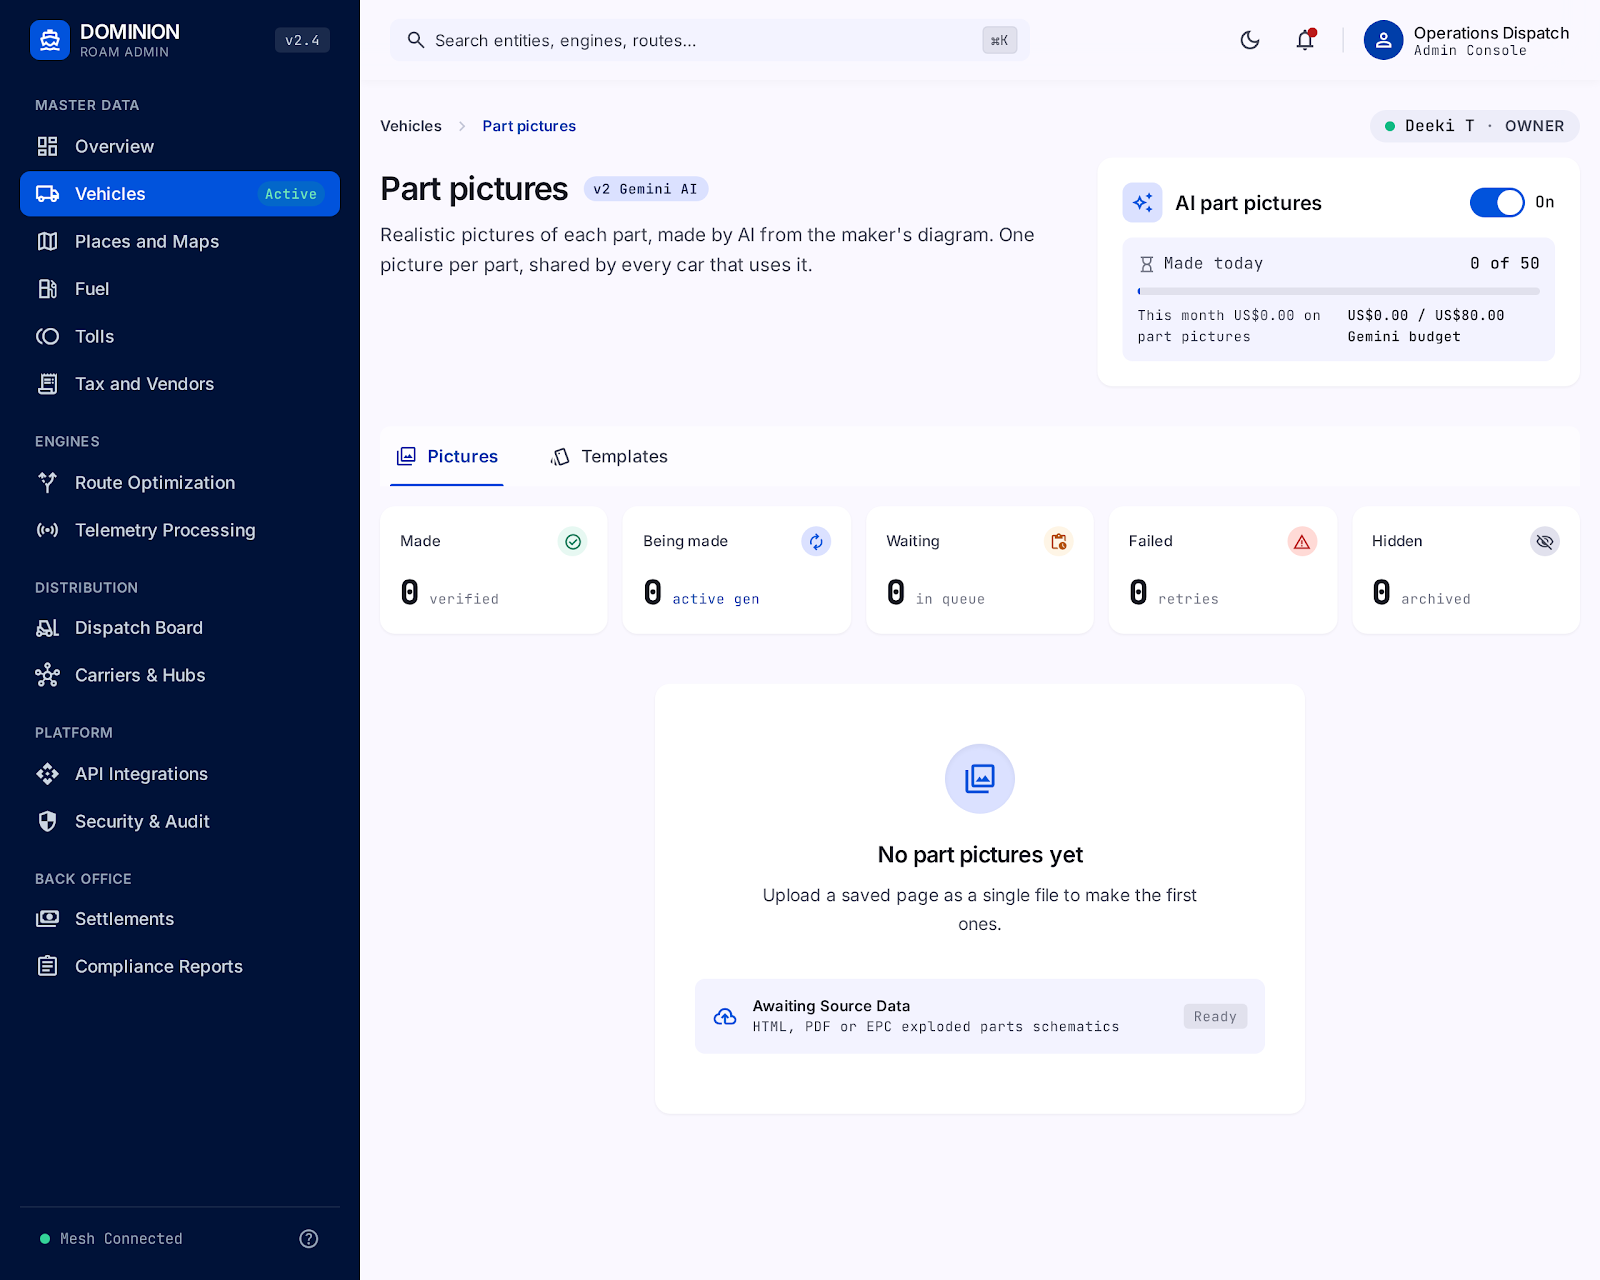 DOMINION
ROAM ADMIN
v2.4
MASTER DATA
Overview
Vehicles
Active
Places and Maps
Fuel
Tolls
Tax and Vendors
ENGINES
Route Optimization
Telemetry Processing
DISTRIBUTION
Dispatch Board
Carriers & Hubs
PLATFORM
API Integrations
Security & Audit
BACK OFFICE
Settlements
Compliance Reports
Mesh Connected
Search entities, engines, routes...
⌘K
Operations Dispatch
Admin Console
Vehicles
Part pictures
Deeki T · OWNER
Part pictures
v2 Gemini AI
Realistic pictures of each part, made by AI from the maker's diagram. One
picture per part, shared by every car that uses it.
AI part pictures
On
Made today
0 of 50
This month US$0.00 on
part pictures
US$0.00 / US$80.00
Gemini budget
Pictures
Templates
Made
0 verified
Being made
0 active gen
Waiting
0 in queue
Failed
0 retries
Hidden
0 archived
No part pictures yet
Upload a saved page as a single file to make the first
ones.
Awaiting Source Data
HTML, PDF or EPC exploded parts schematics
Ready